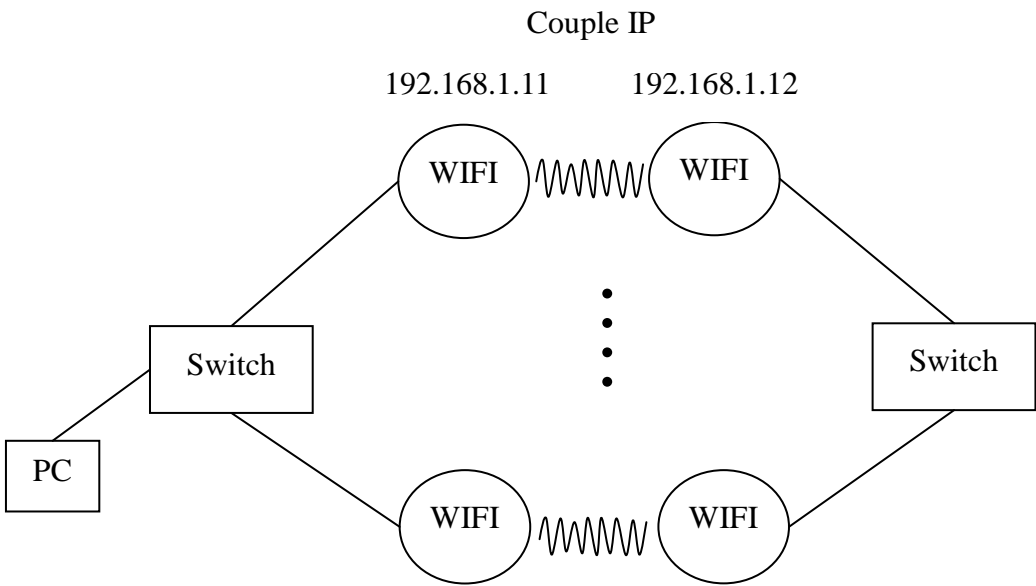 Couple IP
192.168.1.11 192.168.1.12
WIFI WIFI
Switch Switch
PC
WIFI WIFI